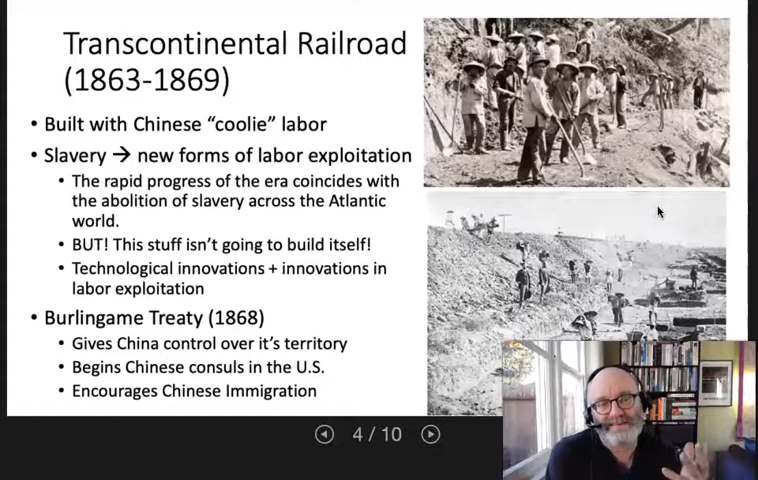 Transcontinental Railroad
(1863-1869)
• Built with Chinese “coolie” labor
• Slavery → new forms of labor exploitation
• The rapid progress of the era coincides with
the abolition of slavery across the Atlantic
world.
• BUT! This stuff isn’t going to build itself!
• Technological innovations + innovations in
labor exploitation
• Burlingame Treaty (1868)
• Gives China control over it’s territory
• Begins Chinese consuls in the U.S.
• Encourages Chinese Immigration
4 / 10